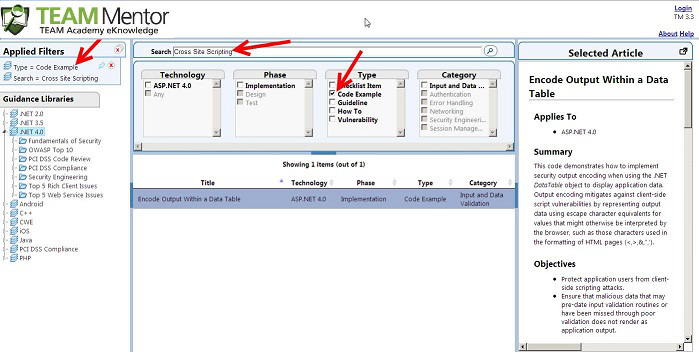 TEAM Mentor
TEAM Academy eKnowledge
Login
TM 3.3
About Help
Applied Filters
Type = Code Example
Search = Cross Site Scripting
Guidance Libraries
.NET 2.0
.NET 3.5
.NET 4.0
Fundamentals of Security
OWASP Top 10
PCI DSS Code Review
PCI DSS Compliance
Security Engineering
Top 5 Rich Client Issues
Top 5 Web Service Issues
Android
C++
CWE
iOS
Java
PCI DSS Compliance
PHP
Search Cross Site Scripting
Technology
ASP.NET 4.0
Any
Phase
Implementation
Design
Test
Type
Item
Code Example
Guideline
How To
Vulnerability
Category
Input and Data ...
Authentication
Error Handling
Networking
Security Engineerin...
Session Manage...
Showing 1 items (out of 1)
Title Technology Phase Type Category
Encode Output Within a Data Table ASP.NET 4.0 Implementation Code Example Input and Data
Validation
Selected Article
Encode Output Within a Data
Table
Applies To
ASP.NET 4.0
Summary
This code demonstrates how to implement
security output encoding when using the .NET
DataTable object to display application data.
Output encoding mitigates against client-side
script vulnerabilities by representing output
data using escape character equivalents for
values that might otherwise be interpreted by
the browser, such as those characters used in
the formatting of HTML pages (<,>,&,",').
Objectives
Protect application users from client-
side scripting attacks.
Ensure that malicious data that may
pre-date input validation routines or
have been missed through poor
validation does not render as
application output.